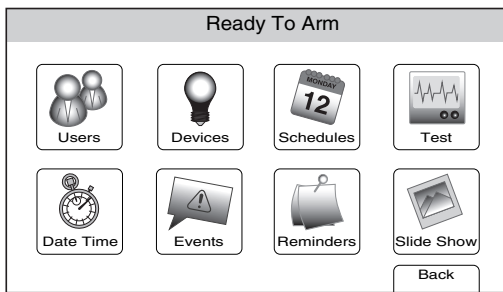 Ready To Arm
MONDAY
12
Users
Devices
Schedules
Test
Date Time
Events
Reminders
Slide Show
Back